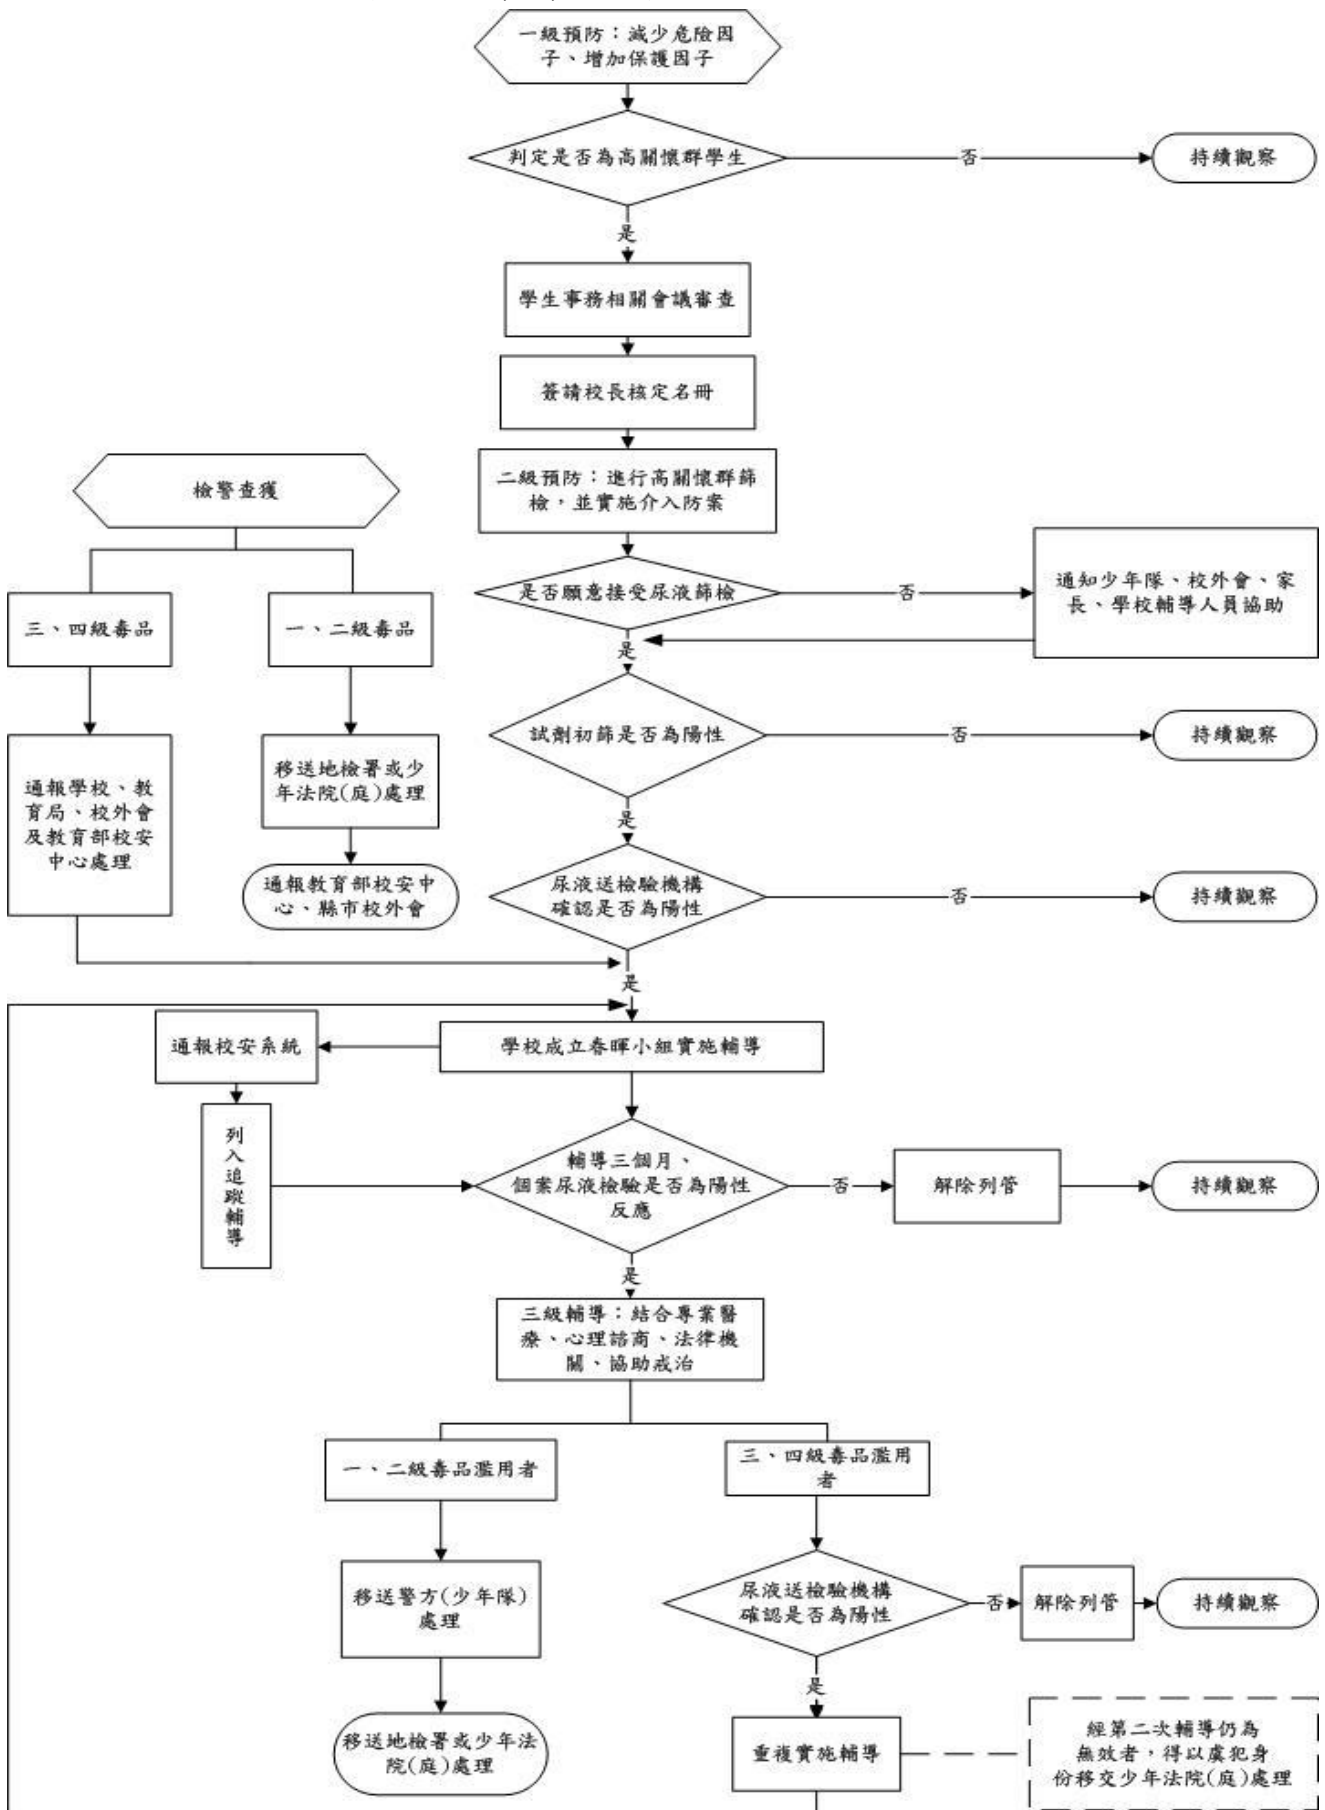 一級預防：減少危險因
子、增加保護因子
判定是否為高關懷群學生
否
持續觀察
是
學生事務相關會議審查
簽請校長核定名冊
二級預防：進行高關懷群篩
檢，並實施介入防案
檢警查獲
三、四級毒品
一、二級毒品
是否願意接受尿液篩檢
否
通知少年隊、校外會、家
長、學校輔導人員協助
是
通報學校、教
育局、校外會
及教育部校安
中心處理
移送地檢署或少
年法院(庭)處理
通報教育部校安中
心、縣市校外會
試劑初篩是否為陽性
否
持續觀察
是
尿液送檢驗機構
確認是否為陽性
否
持續觀察
是
學校成立春暉小組實施輔導
通報校安系統
列
入
追
蹤
輔
導
輔導三個月、
個案尿液檢驗是否為陽性
反應
否
解除列管
持續觀察
是
三級輔導：結合專業醫
療、心理諮商、法律機
關、協助戒治
一、二級毒品濫用者
三、四級毒品濫用
者
移送警方(少年隊)
處理
移送地檢署或少年法
院(庭)處理
尿液送檢驗機構
確認是否為陽性
否
解除列管
持續觀察
是
重複實施輔導
經第二次輔導仍為
無效者，得以虞犯身
份移交少年法院(庭)處理